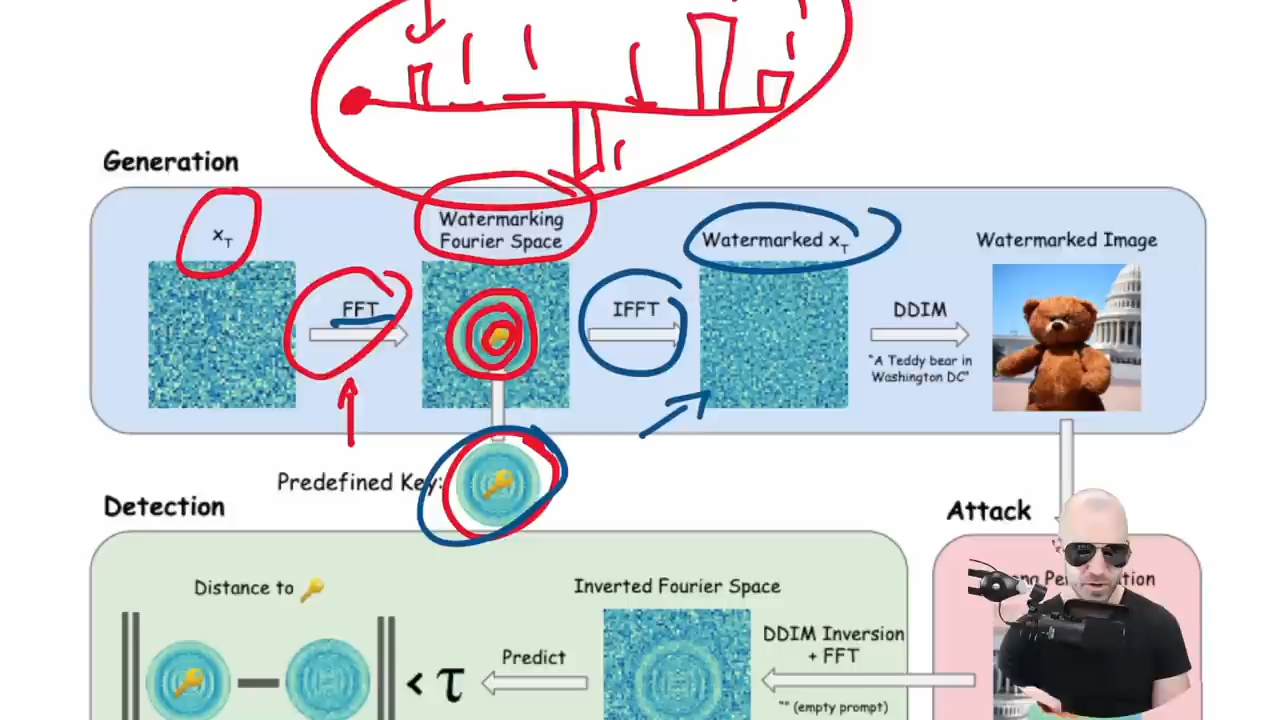 Generation
x_T
Watermarking
Fourier Space
Watermarked x_T
Watermarked Image
FFT
IFFT
DDIM
"A Teddy bear in
Washington DC"
Predefined Key:
Detection
Attack
Distance to
Inverted Fourier Space
DDIM Inversion
+ FFT
Predict
< τ
"" (empty prompt)